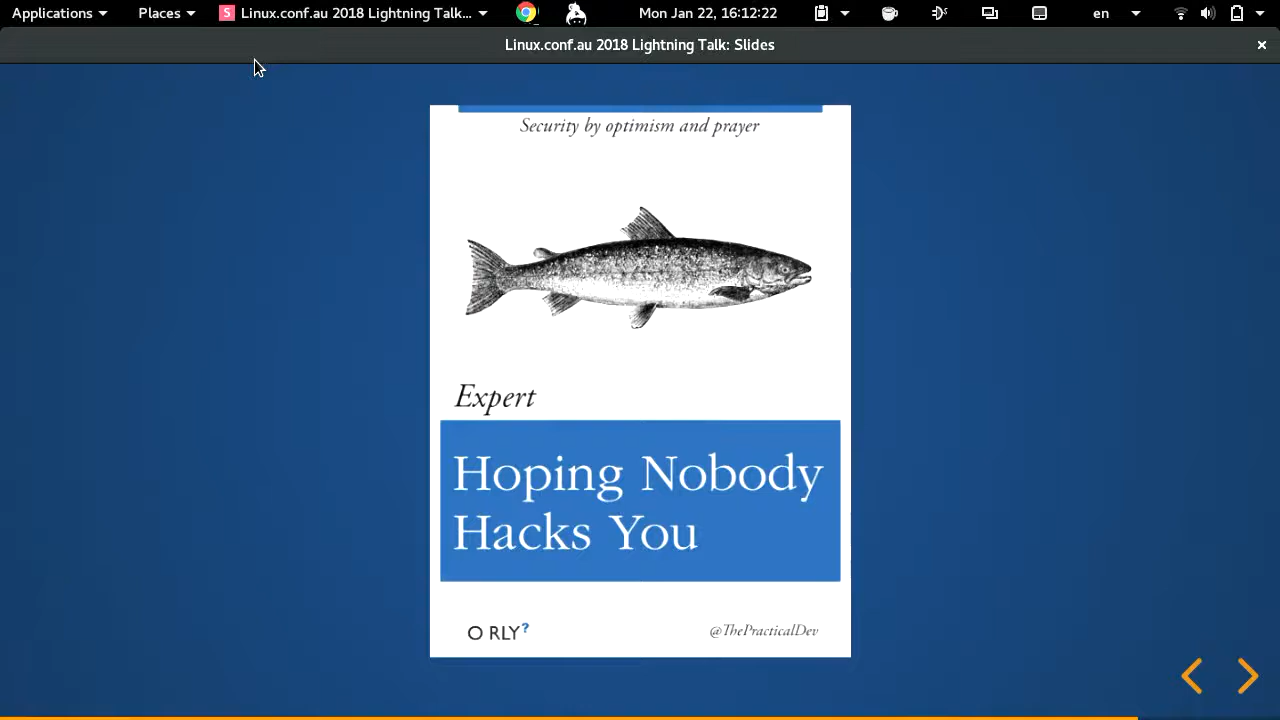 Applications Places Linux.conf.au 2018 Lightning Talk... Mon Jan 22, 16:12:22 en
Linux.conf.au 2018 Lightning Talk: Slides
Security by optimism and prayer
Expert
Hoping Nobody
Hacks You
O RLY?
@ThePracticalDev